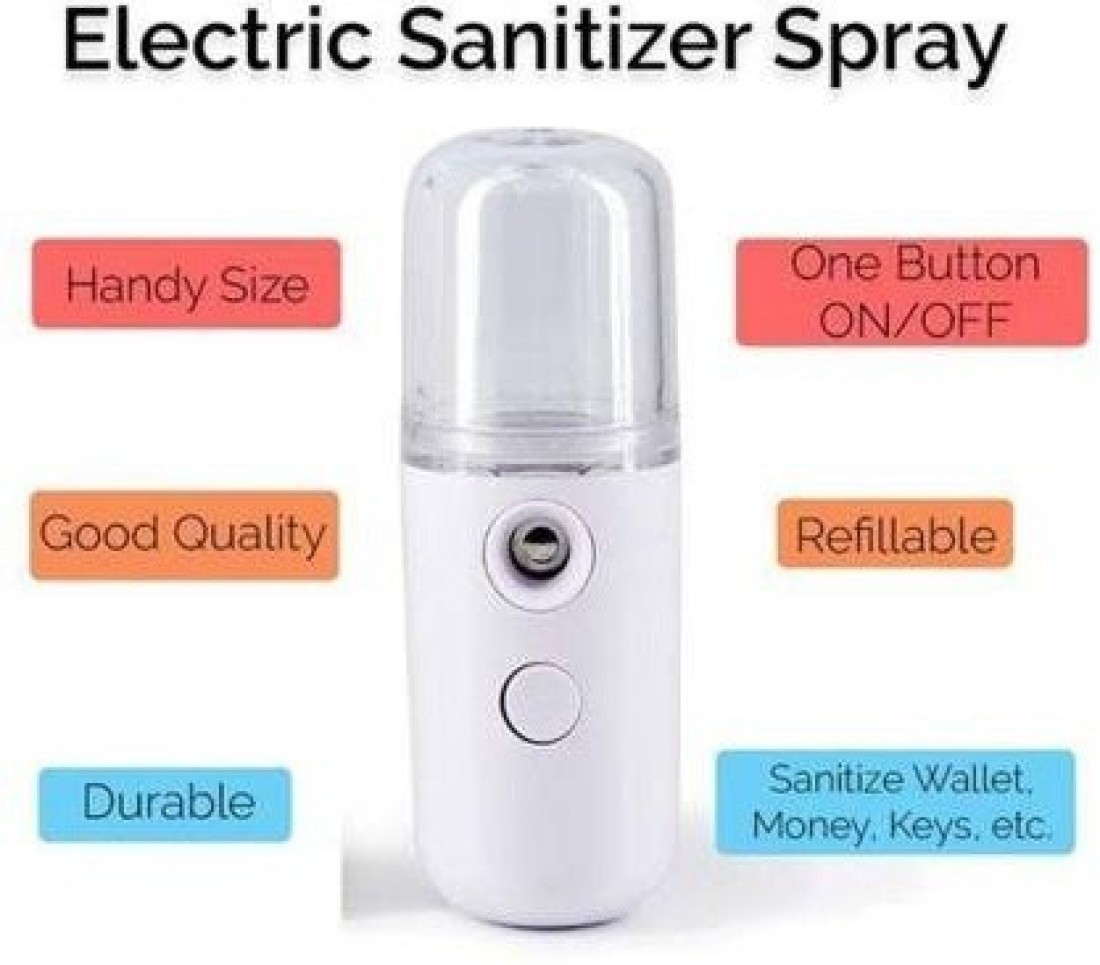 Electric Sanitizer Spray
Handy Size
One Button
ON/OFF
Good Quality
Refillable
Durable
Sanitize Wallet,
Money, Keys, etc.